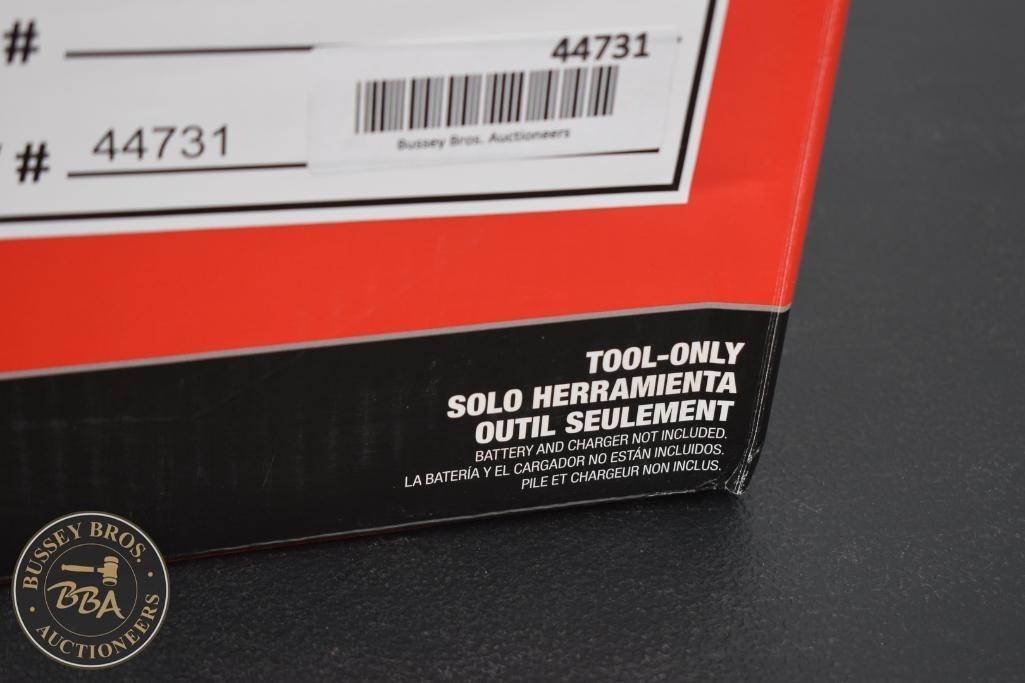 #
44731
Bussey Bros. Auctioneers
# 44731
TOOL-ONLY
SOLO HERRAMIENTA
OUTIL SEULEMENT
BATTERY AND CHARGER NOT INCLUDED.
LA BATERÍA Y EL CARGADOR NO ESTÁN INCLUIDOS.
PILE ET CHARGEUR NON INCLUS.
BUSSEY BROS.
BBA
AUCTIONEERS